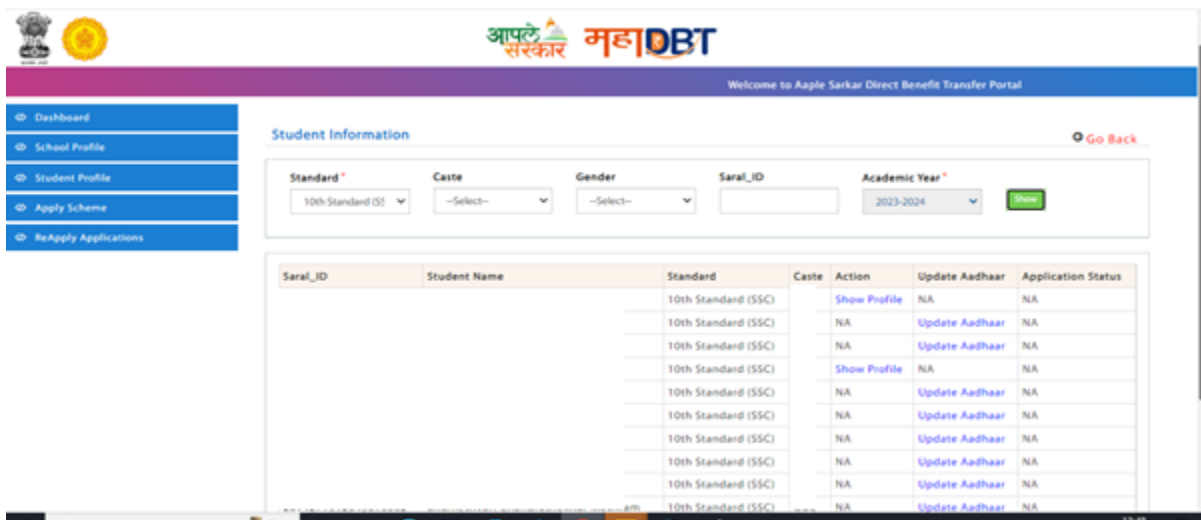 आपले सरकार महाDBT
Welcome to Aaple Sarkar Direct Benefit Transfer Portal
Dashboard
School Profile
Student Profile
Apply Scheme
ReApply Applications
Student Information
Go Back
Standard * Caste Gender Saral_ID Academic Year *
10th Standard (S --Select-- --Select-- 2023-2024 Show
Saral_ID Student Name Standard Caste Action Update Aadhaar Application Status
10th Standard (SSC) Show Profile NA NA
10th Standard (SSC) NA Update Aadhaar NA
10th Standard (SSC) NA Update Aadhaar NA
10th Standard (SSC) Show Profile NA NA
10th Standard (SSC) NA Update Aadhaar NA
10th Standard (SSC) NA Update Aadhaar NA
10th Standard (SSC) NA Update Aadhaar NA
10th Standard (SSC) NA Update Aadhaar NA
10th Standard (SSC) NA Update Aadhaar NA
10th Standard (SSC) NA Update Aadhaar NA